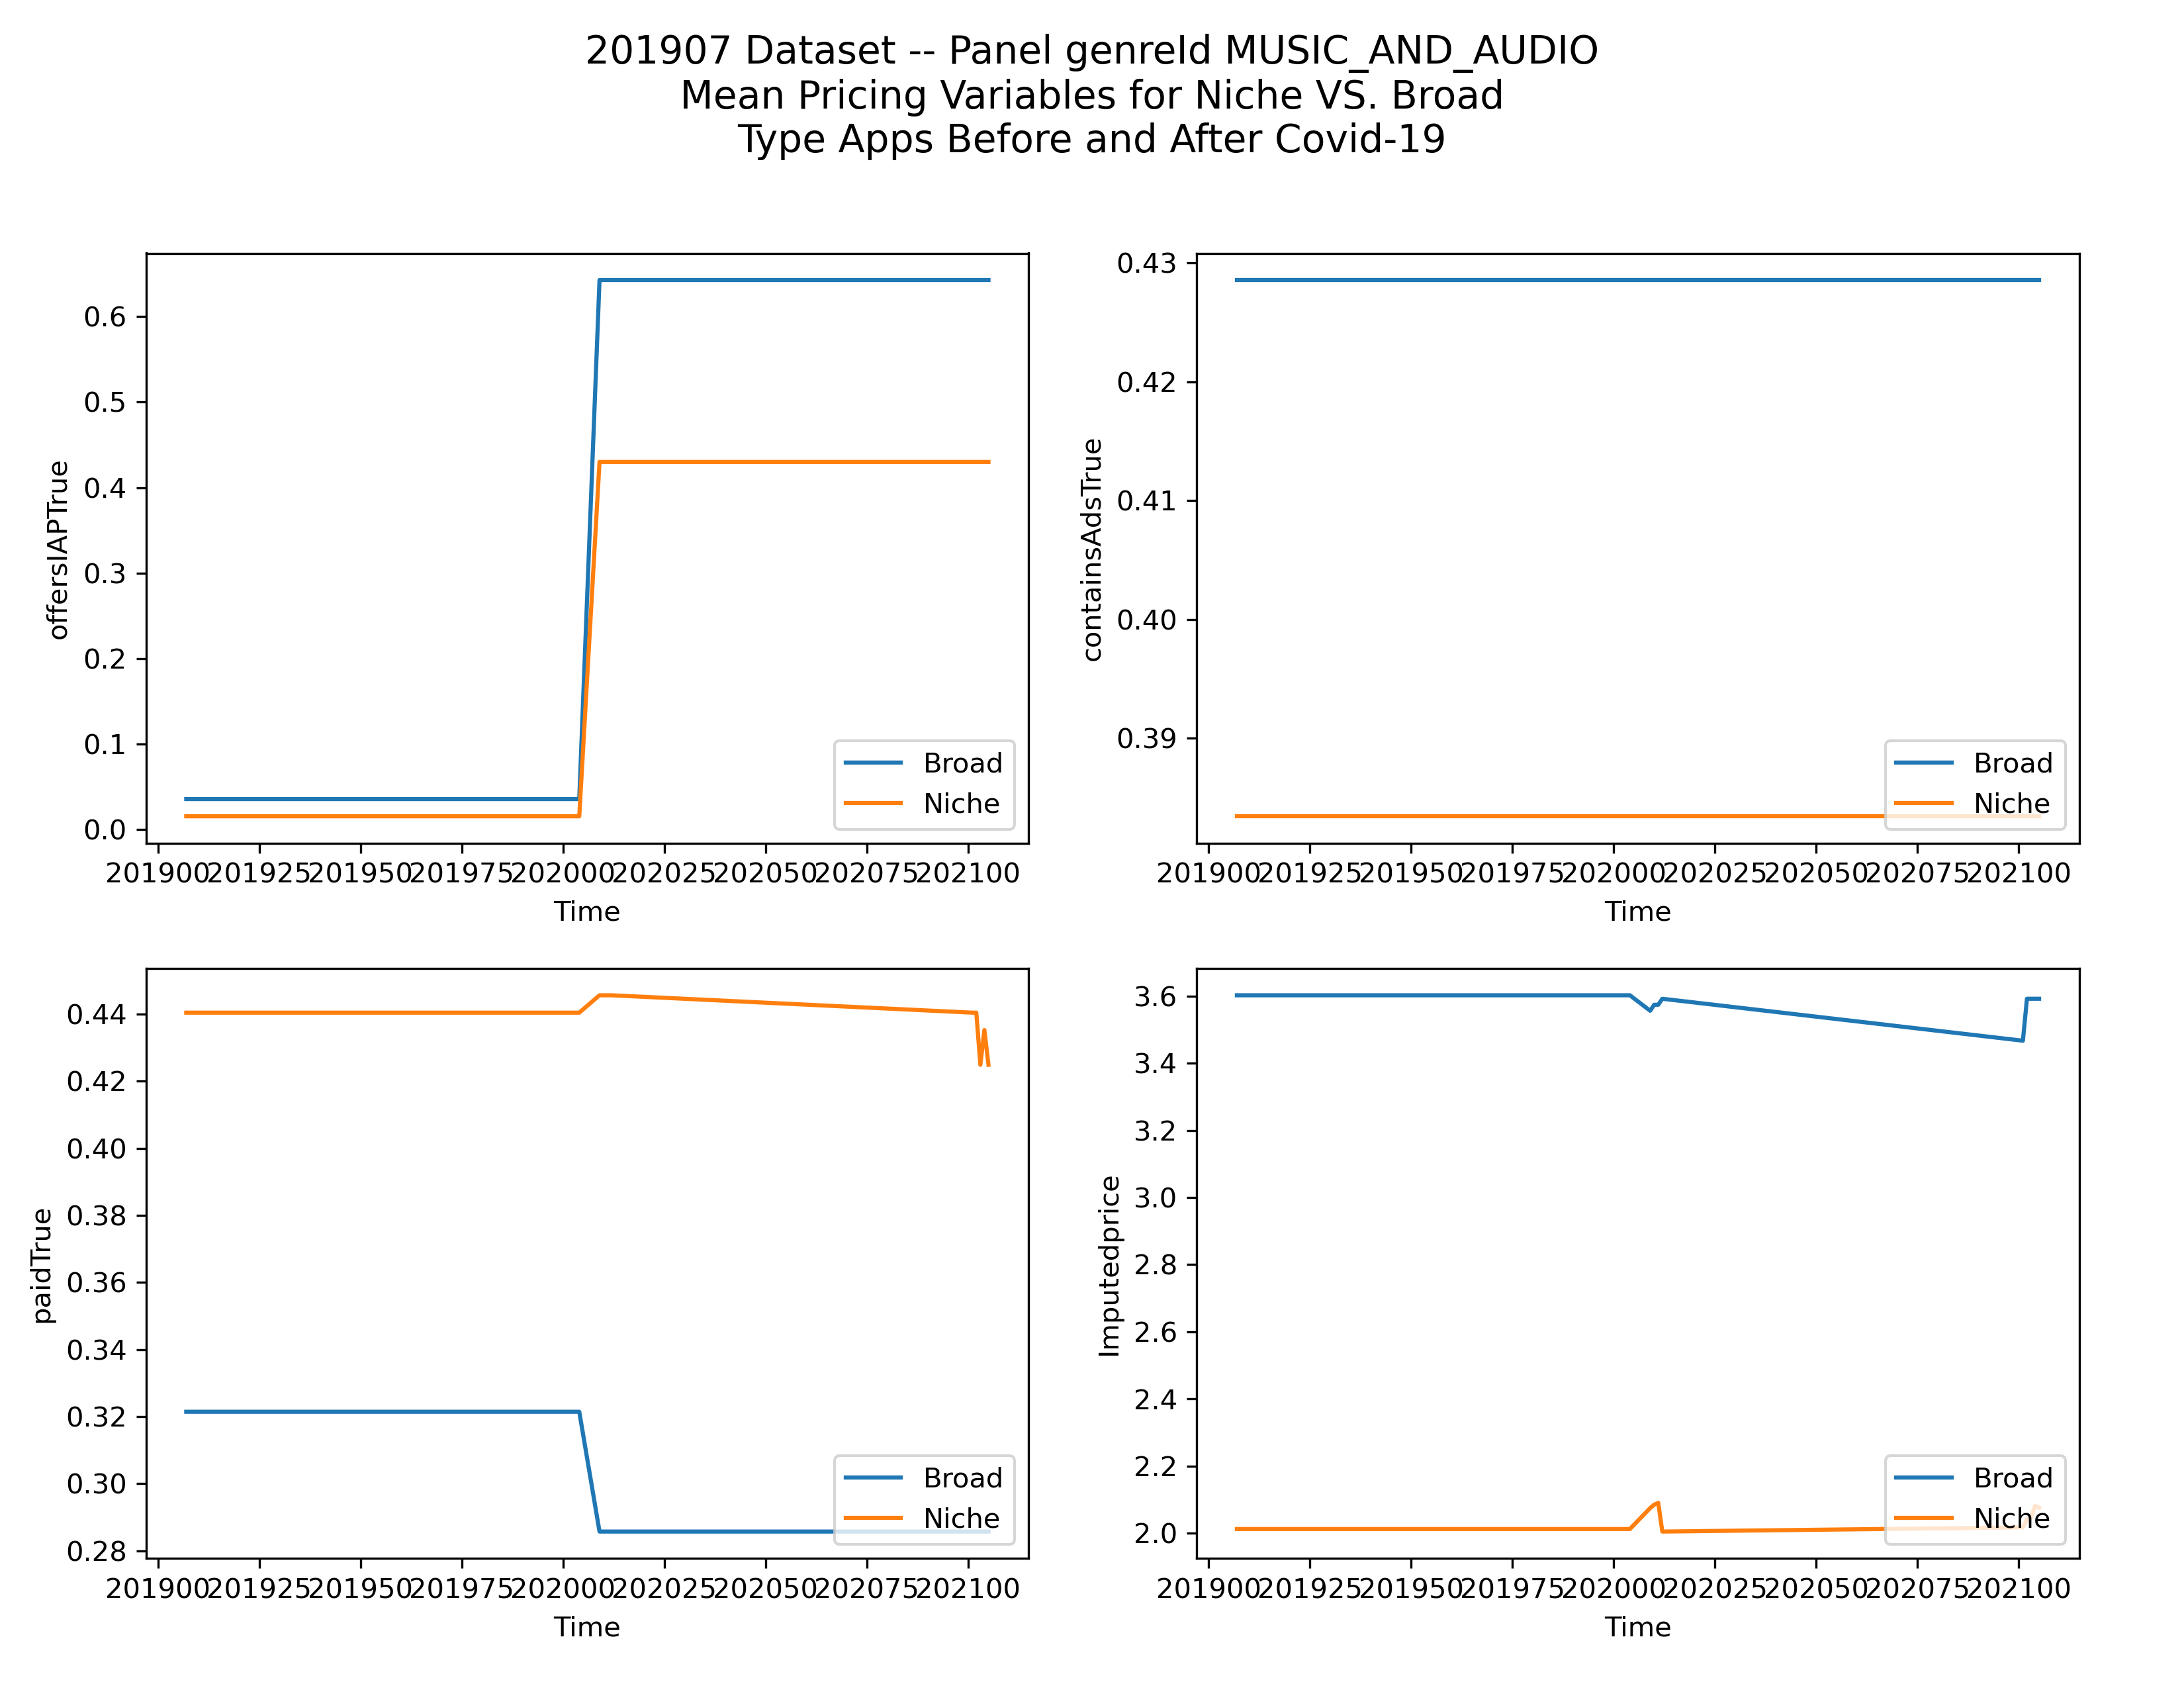 201907 Dataset -- Panel genreId MUSIC_AND_AUDIO
Mean Pricing Variables for Niche VS. Broad
Type Apps Before and After Covid-19
offersIAPTrue
0.6
0.5
0.4
0.3
0.2
0.1
0.0
201900 201925 201950 201975 202000 202025 202050 202075 202100
Time
Broad
Niche
containsAdsTrue
0.43
0.42
0.41
0.40
0.39
201900 201925 201950 201975 202000 202025 202050 202075 202100
Time
Broad
Niche
paidTrue
0.44
0.42
0.40
0.38
0.36
0.34
0.32
0.30
0.28
201900 201925 201950 201975 202000 202025 202050 202075 202100
Time
Broad
Niche
Imputedprice
3.6
3.4
3.2
3.0
2.8
2.6
2.4
2.2
2.0
201900 201925 201950 201975 202000 202025 202050 202075 202100
Time
Broad
Niche